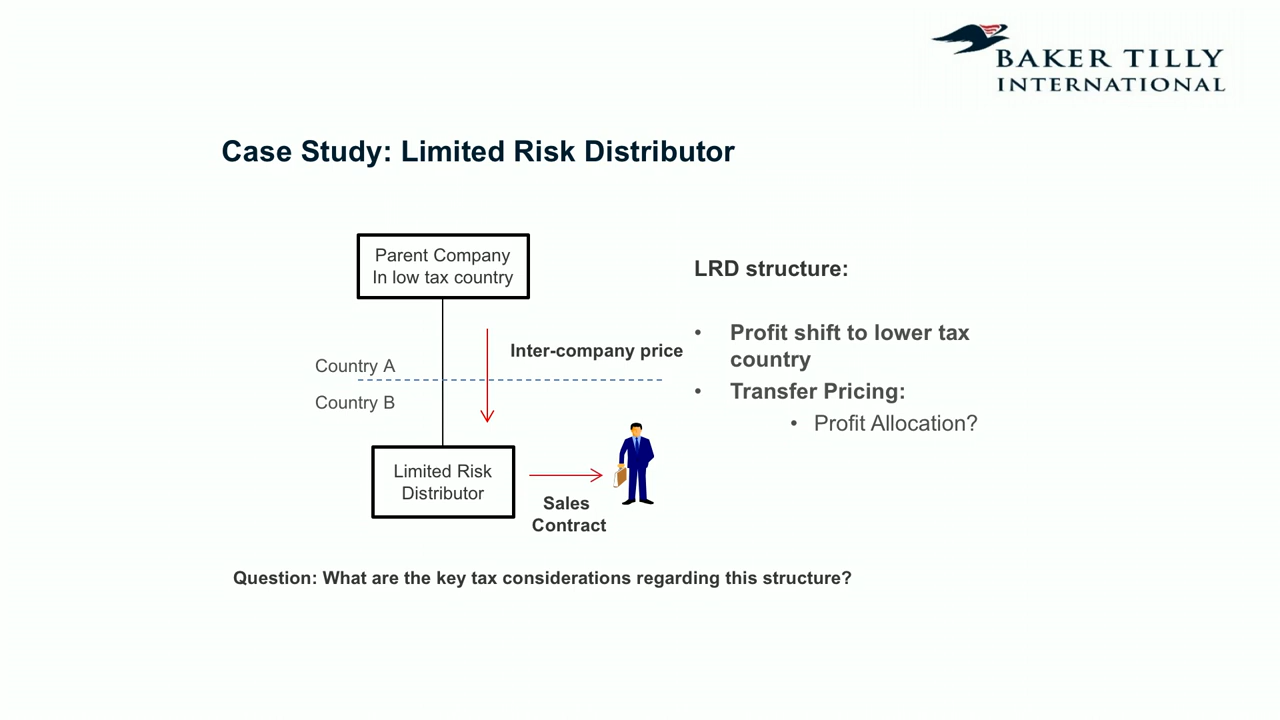 BAKER TILLY
INTERNATIONAL
Case Study: Limited Risk Distributor
Parent Company
In low tax country
Inter-company price
Country A
Country B
Limited Risk
Distributor
Sales
Contract
LRD structure:
• Profit shift to lower tax
country
• Transfer Pricing:
• Profit Allocation?
Question: What are the key tax considerations regarding this structure?